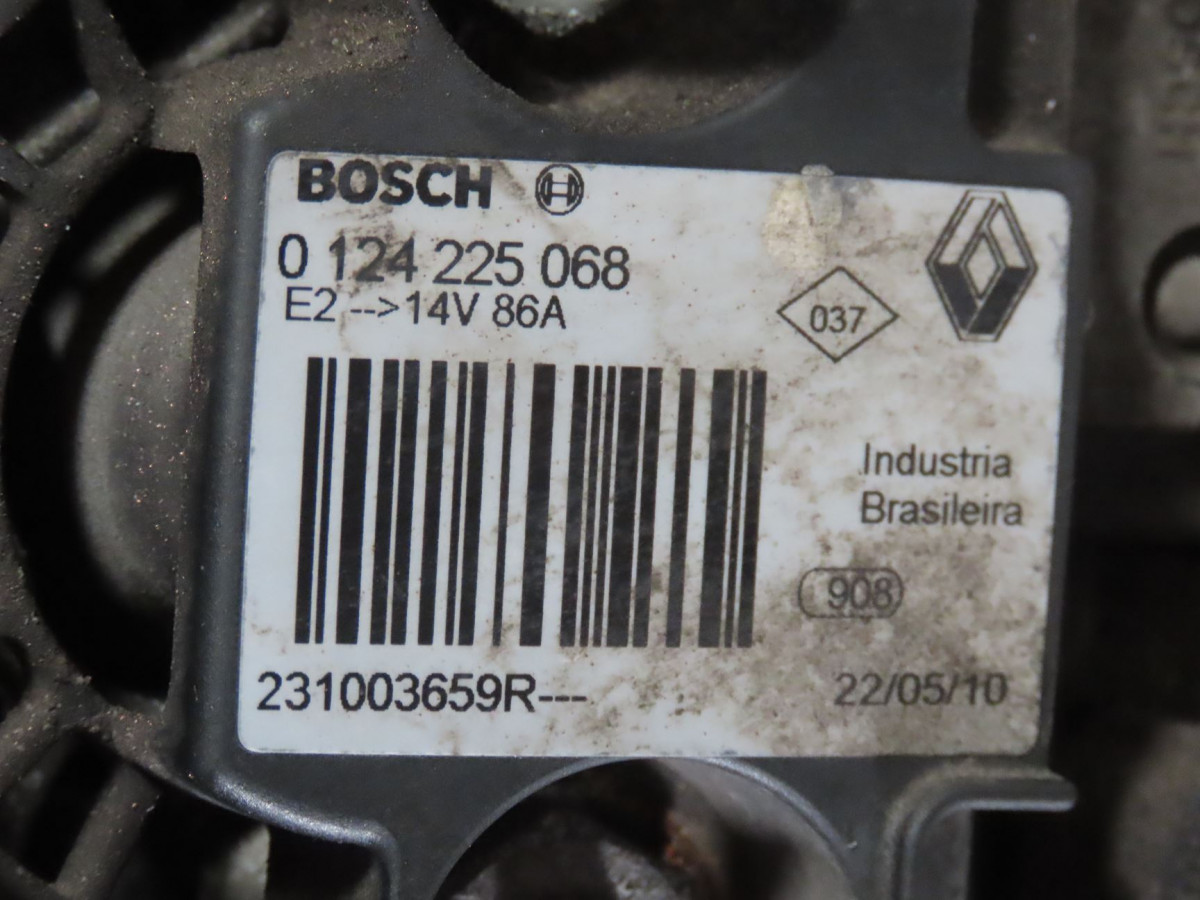 BOSCH
0 124 225 068
E2 -->14V 86A
037
Industria
Brasileira
908
231003659R---
22/05/10